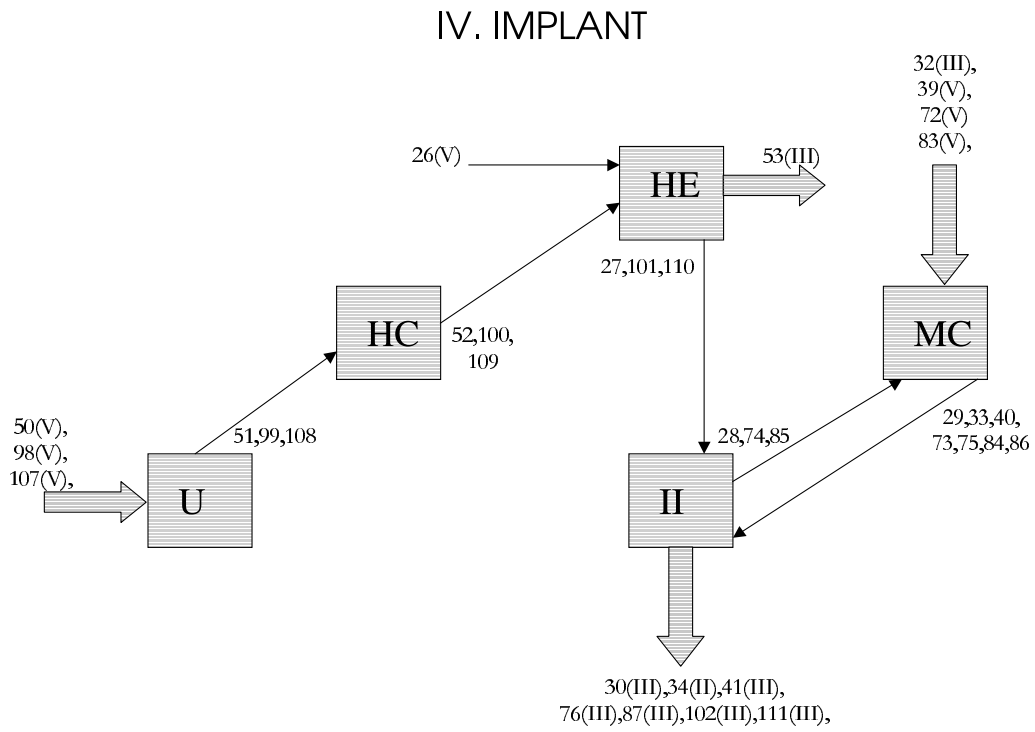 IV. IMPLANT
32(III),
39(V),
72(V)
83(V),
26(V)
53(III)
HE
27,101,110
HC
52,100,
109
MC
50(V),
98(V),
107(V),
51,99,108
28,74,85
29,33,40,
73,75,84,86
U
II
30(III),34(II),41(III),
76(III),87(III),102(III),111(III),